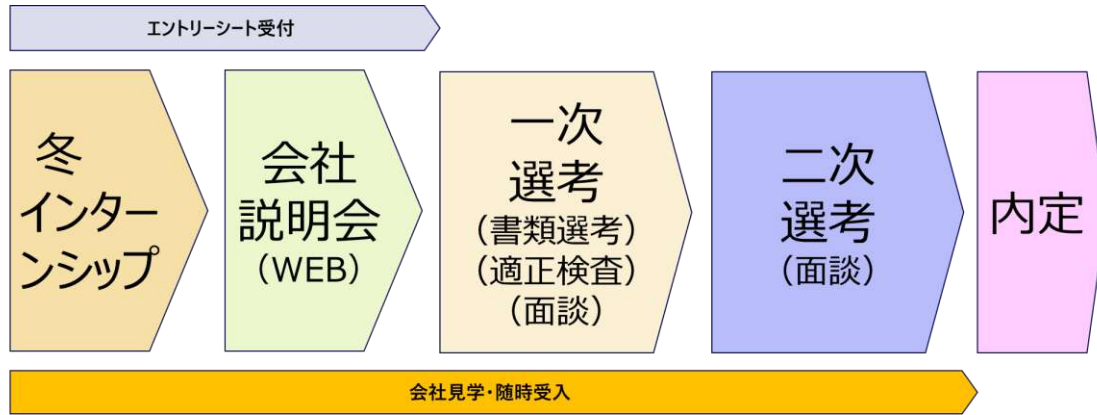 エントリーシート受付
冬
インター
ンシップ
会社
説明会
（WEB）
一次
選考
（書類選考）
（適正検査）
（面談）
二次
選考
（面談）
内定
会社見学・随時受入